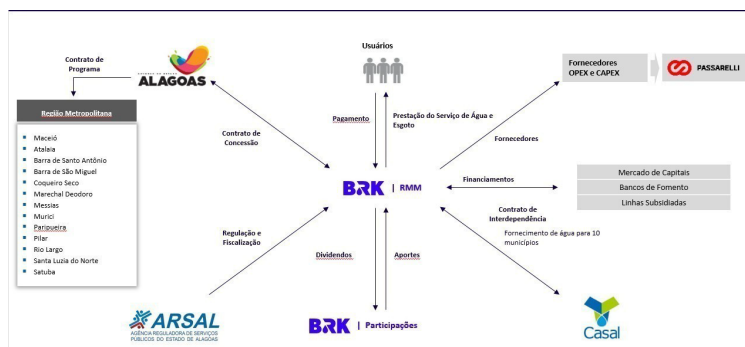 Contrato de
Programa
ALAGOAS
Região Metropolitana
Maceió
Atalaia
Barra de Santo Antônio
Barra de São Miguel
Coqueiro Seco
Marechal Deodoro
Messias
Murici
Paripueira
Pilar
Rio Largo
Santa Luzia do Norte
Satuba
Usuários
Fornecedores
OPEX e CAPEX
PASSARELLI
Pagamento
Prestação do Serviço de Água e
Esgoto
Contrato de
Concessão
Fornecedores
BRK | RMM
Financiamentos
Mercado de Capitais
Bancos de Fomento
Linhas Subsidiadas
Contrato de
Interdependência
Fornecimento de água para 10
municípios
Regulação e
Fiscalização
Dividendos
Aportes
ARSAL
AGÊNCIA REGULADORA DE SERVIÇOS
PÚBLICOS DO ESTADO DE ALAGOAS
BRK | Participações
Casal